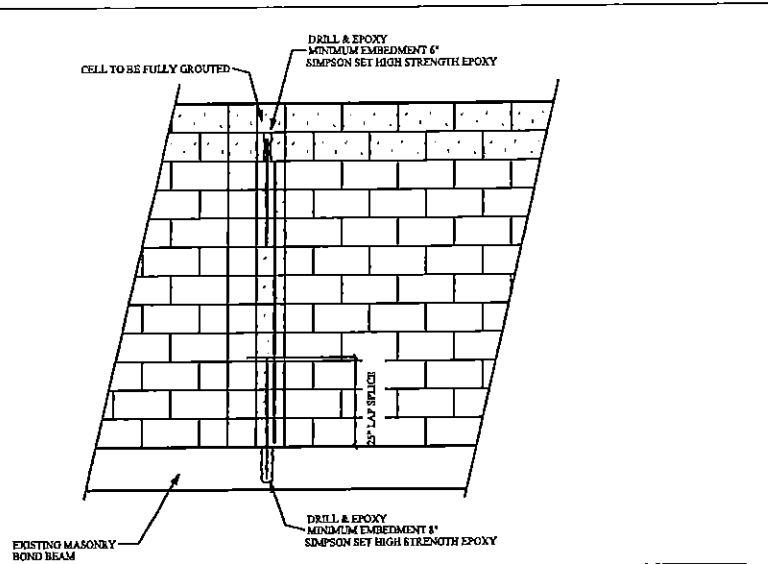 DRILL & EPOXY
MINIMUM EMBEDMENT 6"
SIMPSON SET HIGH STRENGTH EPOXY
CELL TO BE FULLY GROUTED
25" LAP SPLICE
DRILL & EPOXY
MINIMUM EMBEDMENT 8"
SIMPSON SET HIGH STRENGTH EPOXY
EXISTING MASONRY
BOND BEAM